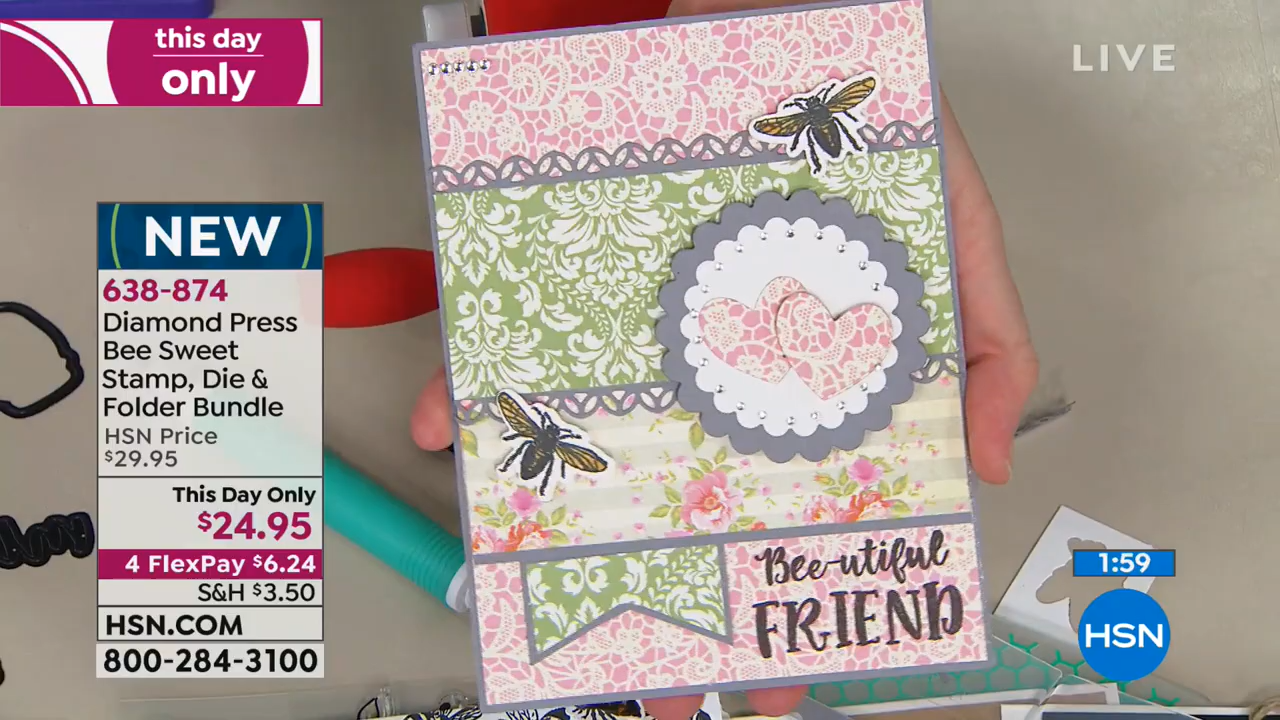 this day
only
LIVE
NEW
638-874
Diamond Press
Bee Sweet
Stamp, Die &
Folder Bundle
HSN Price
$29.95
This Day Only
$24.95
4 FlexPay $6.24
S&H $3.50
HSN.COM
800-284-3100
Bee-utiful
FRIEND
1:59
HSN